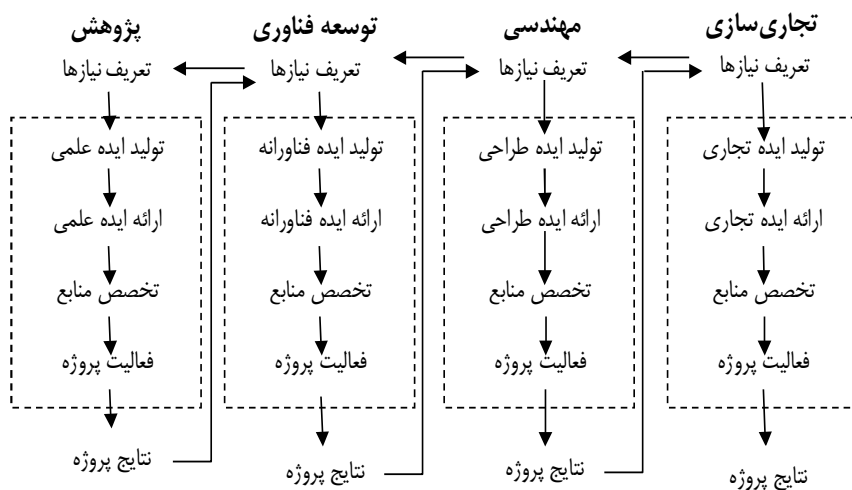 تجاری‌سازی
تعریف نیازها
تولید ایده تجاری
ارائه ایده تجاری
تخصص منابع
فعالیت پروژه
نتایج پروژه
مهندسی
تعریف نیازها
تولید ایده طراحی
ارائه ایده طراحی
تخصص منابع
فعالیت پروژه
نتایج پروژه
توسعه فناوری
تعریف نیازها
تولید ایده فناورانه
ارائه ایده فناورانه
تخصص منابع
فعالیت پروژه
نتایج پروژه
پژوهش
تعریف نیازها
تولید ایده علمی
ارائه ایده علمی
تخصص منابع
فعالیت پروژه
نتایج پروژه